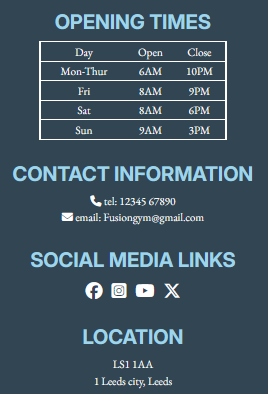 OPENING TIMES
Day Open Close
Mon-Thur 6AM 10PM
Fri 8AM 9PM
Sat 8AM 6PM
Sun 9AM 3PM
CONTACT INFORMATION
tel: 12345 67890
email: Fusiongym@gmail.com
SOCIAL MEDIA LINKS
LOCATION
LS1 1AA
1 Leeds city, Leeds